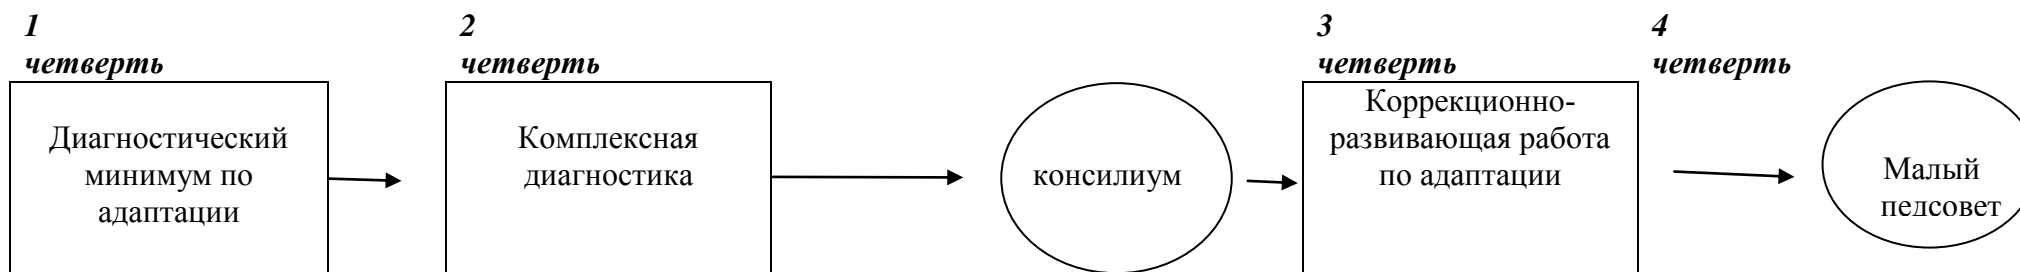 1
четверть
2
четверть
3
четверть
4
четверть
Диагностический
минимум по
адаптации
Комплексная
диагностика
консилиум
Коррекционно-
развивающая работа
по адаптации
Малый
педсовет